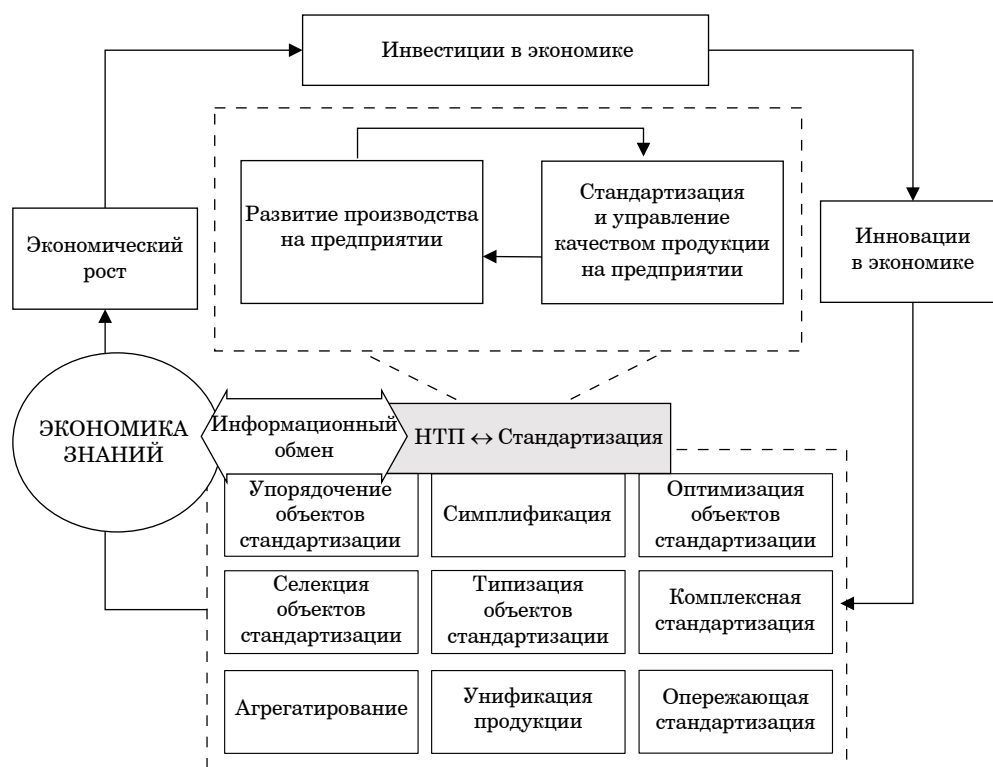 Инвестиции в экономике
Развитие производства
на предприятии
Стандартизация
и управление
качеством продукции
на предприятии
Экономический
рост
Инновации
в экономике
ЭКОНОМИКА
ЗНАНИЙ
Информационный
обмен
НТП ↔ Стандартизация
Упорядочение
объектов
стандартизации
Симплификация
Оптимизация
объектов
стандартизации
Селекция
объектов
стандартизации
Типизация
объектов
стандартизации
Комплексная
стандартизация
Агрегатирование
Унификация
продукции
Опережающая
стандартизация